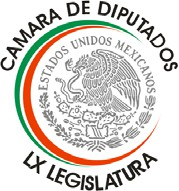 CAMARA DE DIPUTADOS
ESTADOS UNIDOS MEXICANOS
LX LEGISLATURA